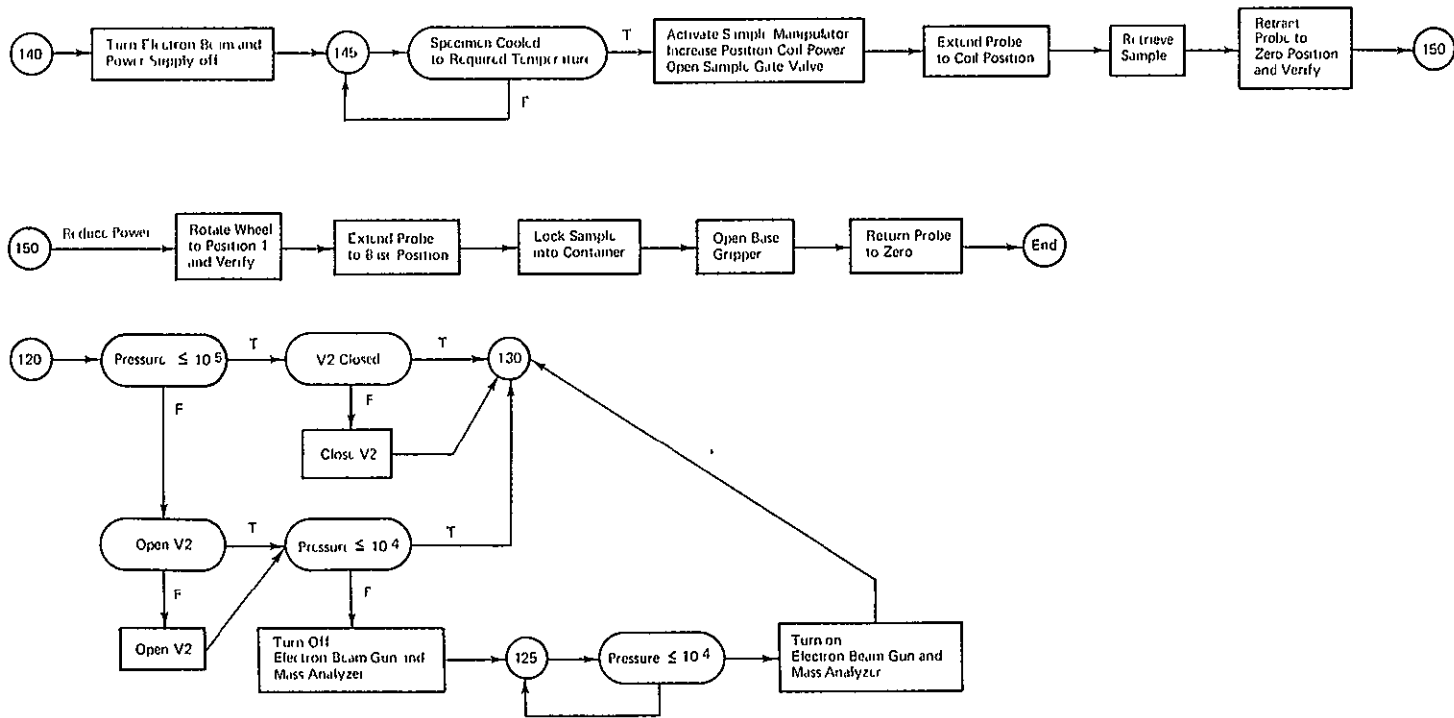 140
Turn Electron Beam and
Power Supply off
145
Specimen Cooled
to Required Temperature
T
F
Activate Sample Manipulator
Increase Position Coil Power
Open Sample Gate Valve
Extend Probe
to Coil Position
Retrieve
Sample
Retract
Probe to
Zero Position
and Verify
150
150
Reduce Power
Rotate Wheel
to Position 1
and Verify
Extend Probe
to Base Position
Lock Sample
into Container
Open Base
Gripper
Return Probe
to Zero
End
120
Pressure ≤ 10 5
T
V2 Closed
T
130
F
F
Close V2
Open V2
T
Pressure ≤ 10 4
T
F
F
Open V2
Turn Off
Electron Beam Gun and
Mass Analyzer
125
Pressure ≤ 10 4
Turn on
Electron Beam Gun and
Mass Analyzer